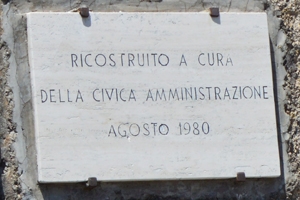 RICOSTRUITO A CURA
DELLA CIVICA AMMINISTRAZIONE
AGOSTO 1980